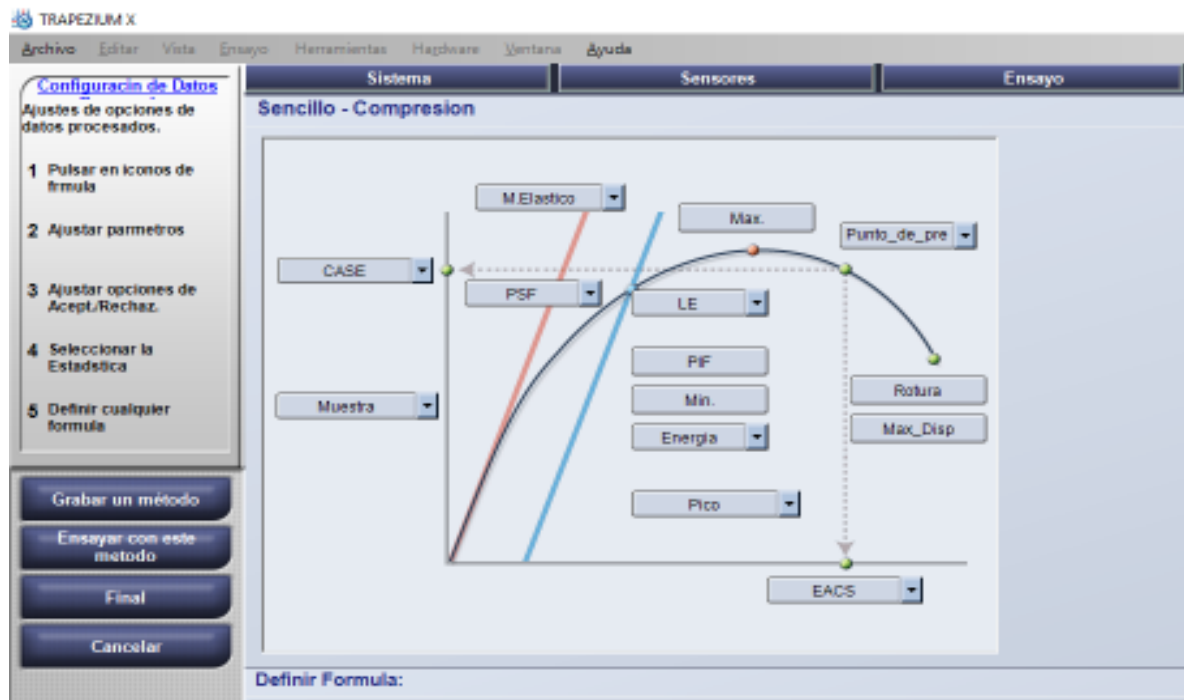 TRAPEZIUM X
Archivo Editar Vista Ensayo Herramientas Hardware Ventana Ayuda
Sistema Sensores Ensayo
Configuracin de Datos
Ajustes de opciones de
datos procesados.
1 Pulsar en iconos de
frmula
2 Ajustar parmetros
3 Ajustar opciones de
Acept./Rechaz.
4 Seleccionar la
Estadstica
5 Definir cualquier
formula
Grabar un método
Ensayar con este
metodo
Final
Cancelar
Sencillo - Compresion
M.Elastico
Max.
Punto_de_pre
CASE
PSF
LE
PIF
Rotura
Muestra
Min.
Max_Disp
Energia
Pico
EACS
Definir Formula: